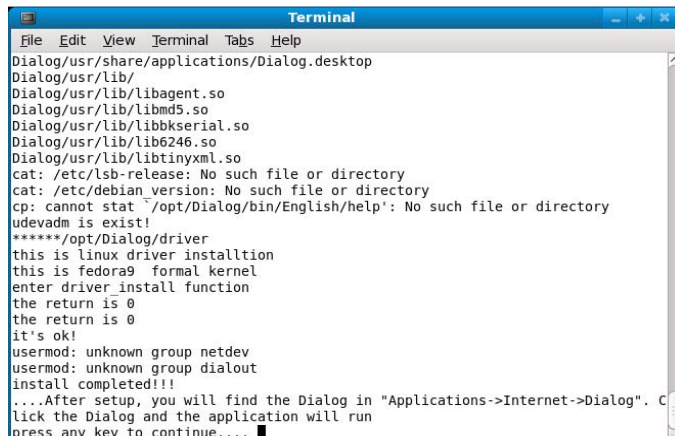 Terminal
File Edit View Terminal Tabs Help
Dialog/usr/share/applications/Dialog.desktop
Dialog/usr/lib/
Dialog/usr/lib/libagent.so
Dialog/usr/lib/libmd5.so
Dialog/usr/lib/libbkserial.so
Dialog/usr/lib/lib6246.so
Dialog/usr/lib/libtinyxml.so
cat: /etc/lsb-release: No such file or directory
cat: /etc/debian_version: No such file or directory
cp: cannot stat `/opt/Dialog/bin/English/help': No such file or directory
udevadm is exist!
******/opt/Dialog/driver
this is linux driver installtion
this is fedora9  formal kernel
enter driver_install function
the return is 0
the return is 0
it's ok!
usermod: unknown group netdev
usermod: unknown group dialout
install completed!!!
....After setup, you will find the Dialog in "Applications->Internet->Dialog". C
lick the Dialog and the application will run
press any key to continue....